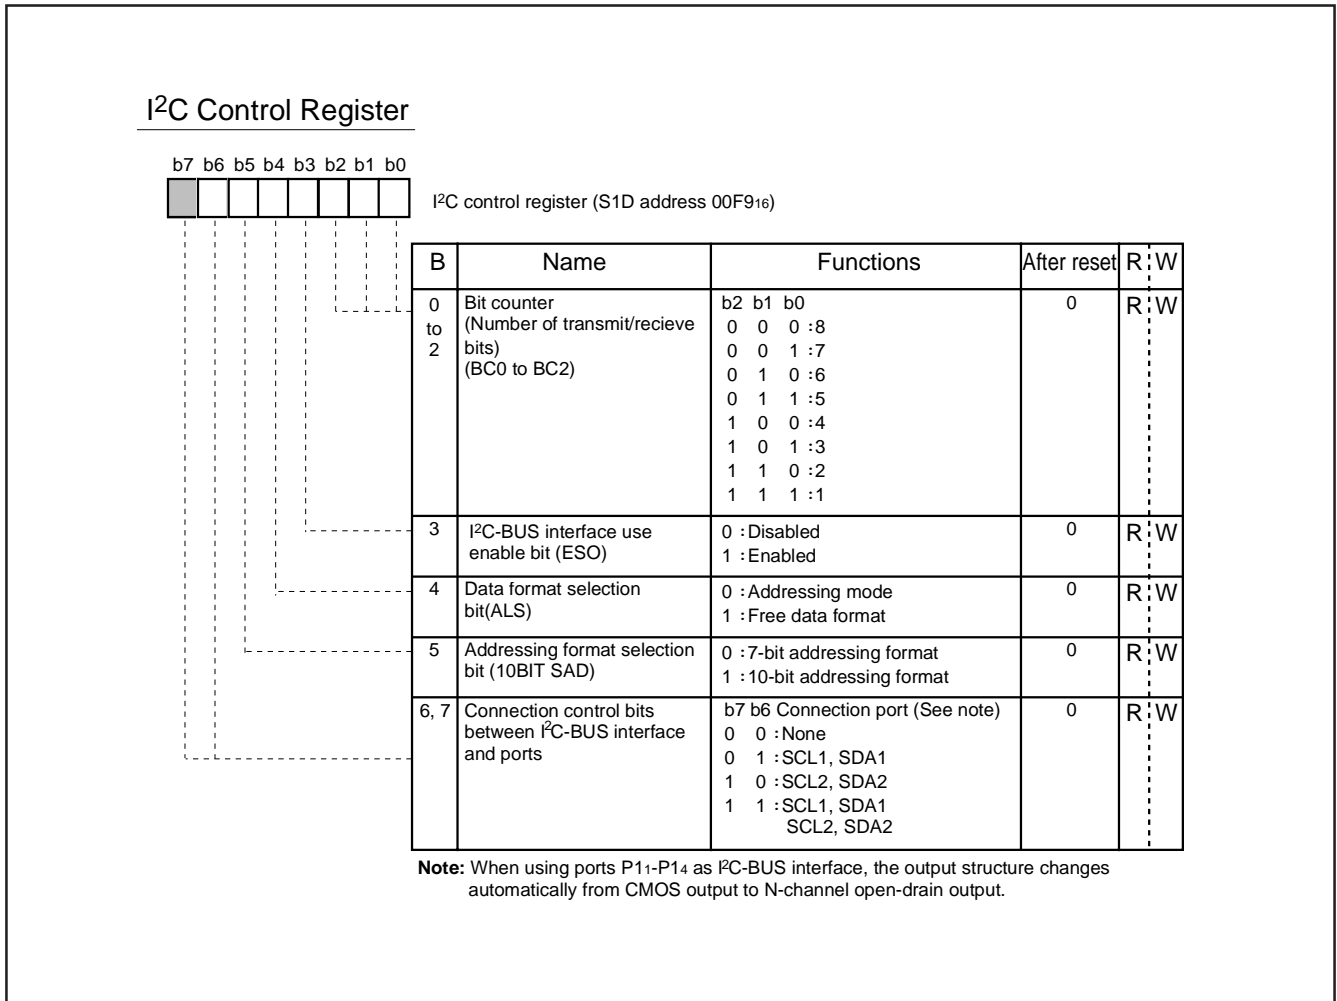 I²C Control Register
b7 b6 b5 b4 b3 b2 b1 b0
I²C control register (S1D address 00F9₁₆)
B Name Functions After reset R W
0 to 2
Bit counter
(Number of transmit/recieve
bits)
(BC0 to BC2)
b2 b1 b0
0 0 0 : 8
0 0 1 : 7
0 1 0 : 6
0 1 1 : 5
1 0 0 : 4
1 0 1 : 3
1 1 0 : 2
1 1 1 : 1
0 R W
3
I²C-BUS interface use
enable bit (ESO)
0 : Disabled
1 : Enabled
0 R W
4
Data format selection
bit(ALS)
0 : Addressing mode
1 : Free data format
0 R W
5
Addressing format selection
bit (10BIT SAD)
0 : 7-bit addressing format
1 : 10-bit addressing format
0 R W
6, 7
Connection control bits
between I²C-BUS interface
and ports
b7 b6 Connection port (See note)
0 0 : None
0 1 : SCL1, SDA1
1 0 : SCL2, SDA2
1 1 : SCL1, SDA1
SCL2, SDA2
0 R W
Note: When using ports P1₁-P1₄ as I²C-BUS interface, the output structure changes
automatically from CMOS output to N-channel open-drain output.